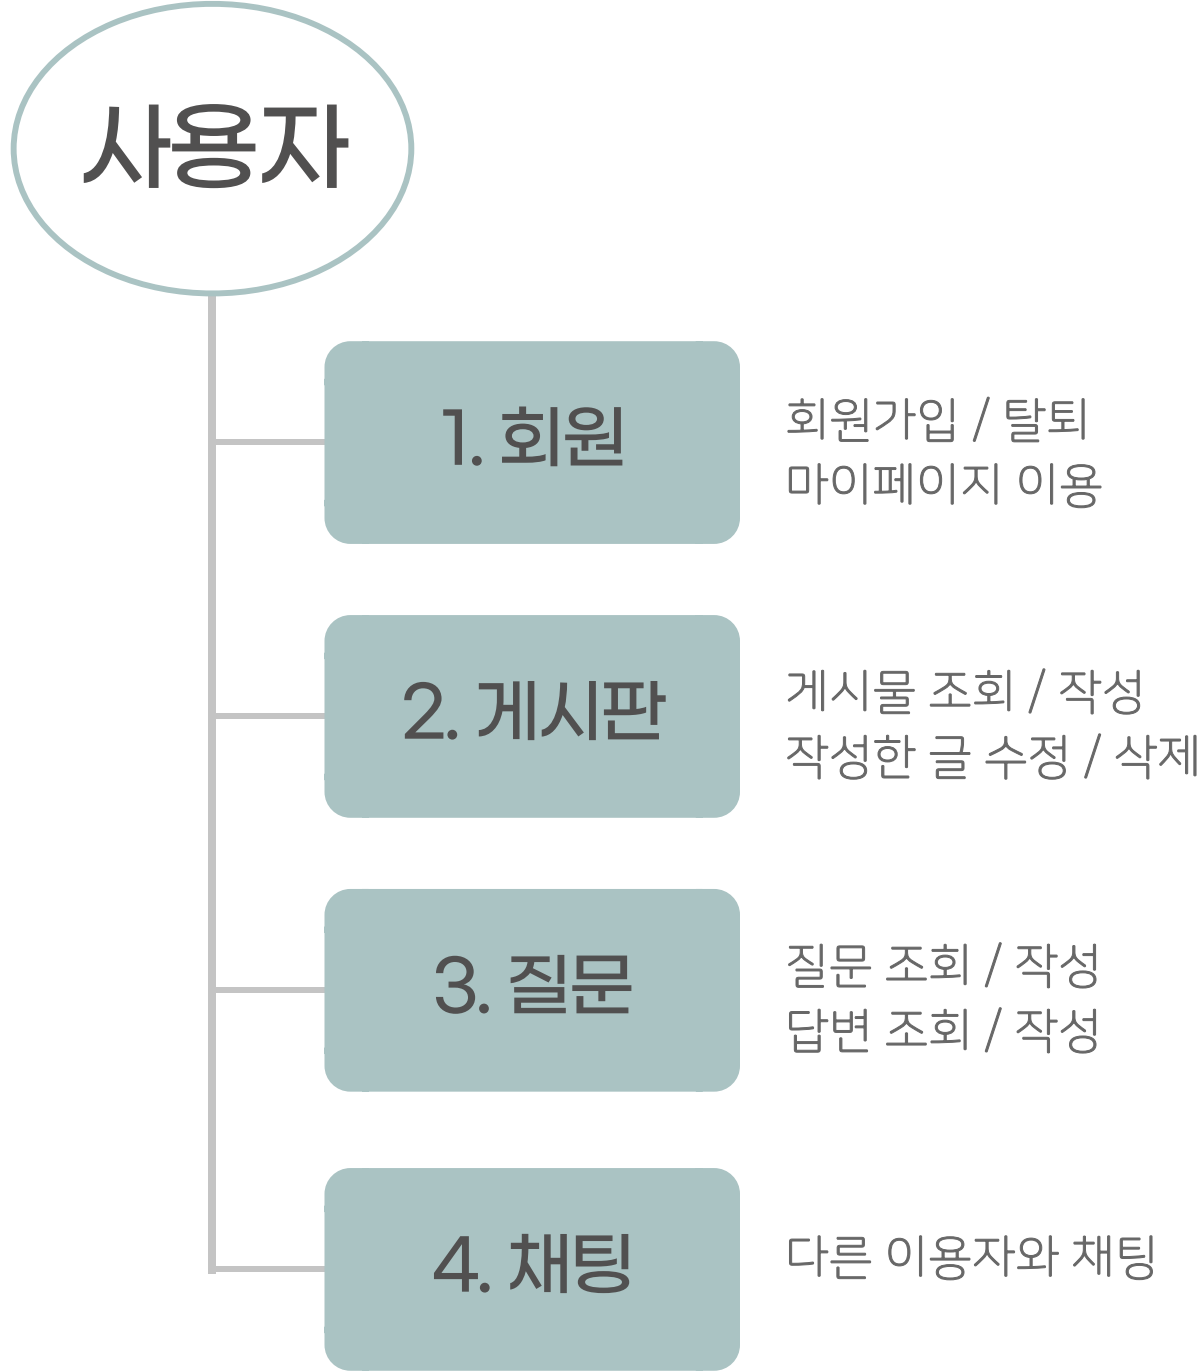 사용자
1. 회원
회원가입 / 탈퇴
마이페이지 이용
2. 게시판
게시물 조회 / 작성
작성한 글 수정 / 삭제
3. 질문
질문 조회 / 작성
답변 조회 / 작성
4. 채팅
다른 이용자와 채팅